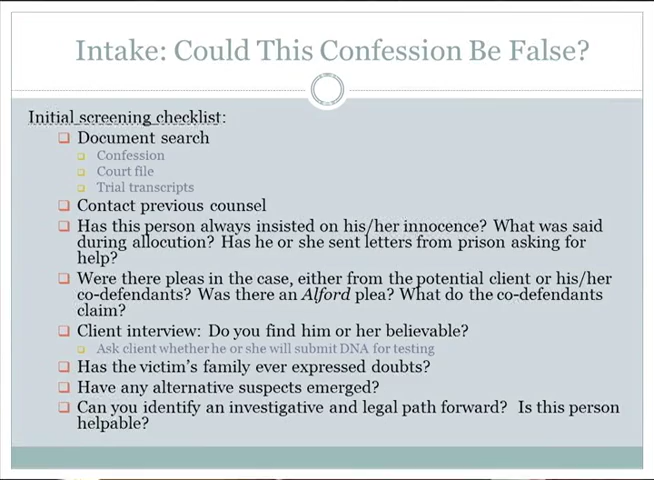 Intake: Could This Confession Be False?
Initial screening checklist:
Document search
Confession
Court file
Trial transcripts
Contact previous counsel
Has this person always insisted on his/her innocence? What was said
during allocution? Has he or she sent letters from prison asking for
help?
Were there pleas in the case, either from the potential client or his/her
co-defendants? Was there an Alford plea? What do the co-defendants
claim?
Client interview: Do you find him or her believable?
Ask client whether he or she will submit DNA for testing
Has the victim's family ever expressed doubts?
Have any alternative suspects emerged?
Can you identify an investigative and legal path forward? Is this person
helpable?